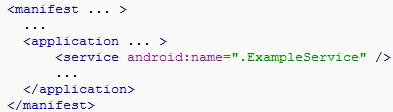 <manifest ... >
  ...
  <application ... >
      <service android:name=".ExampleService" />
      ...
  </application>
</manifest>